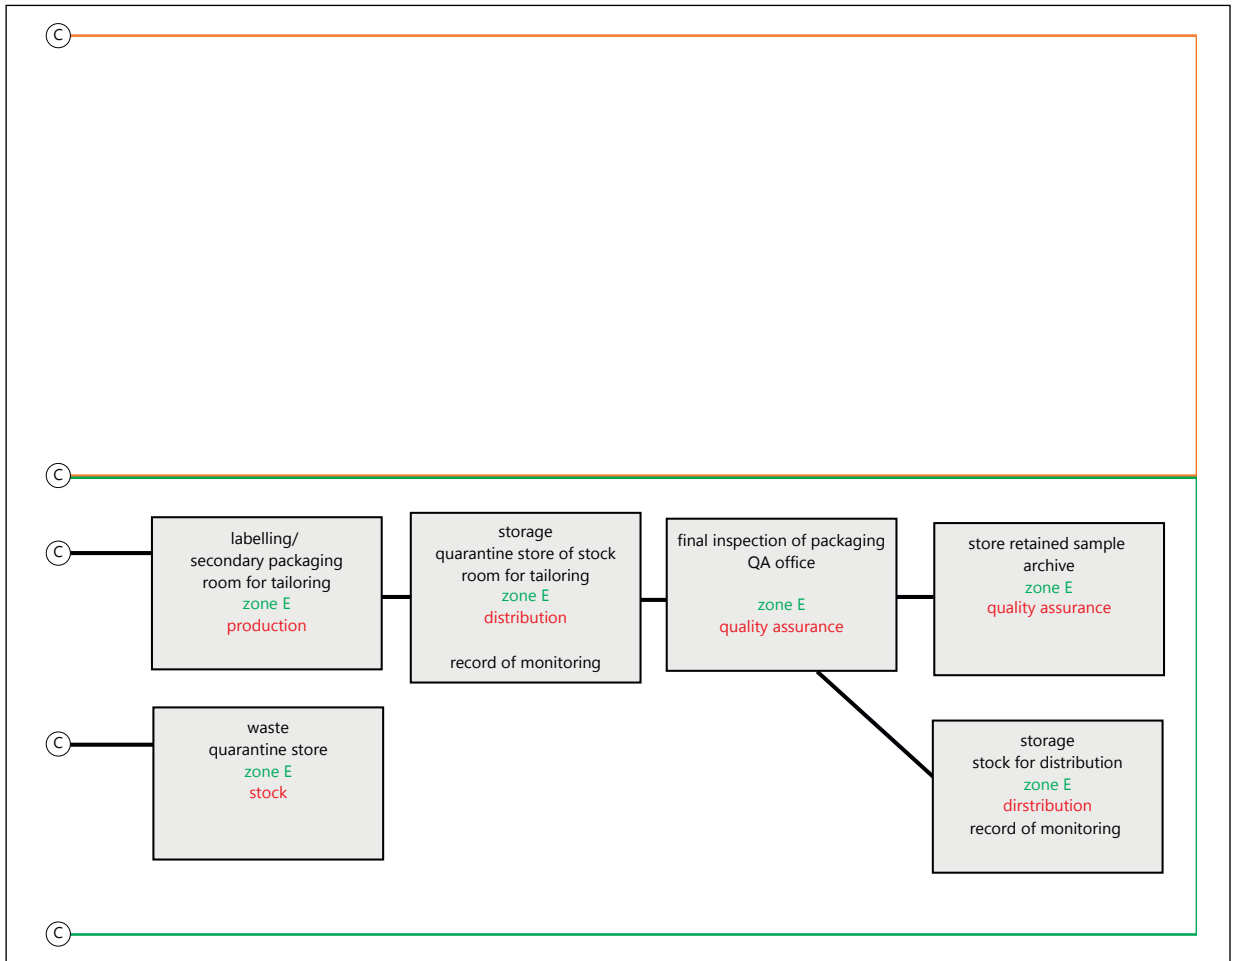 C
C
C
labelling/
secondary packaging
room for tailoring
zone E
production
storage
quarantine store of stock
room for tailoring
zone E
distribution
record of monitoring
final inspection of packaging
QA office
zone E
quality assurance
store retained sample
archive
zone E
quality assurance
C
waste
quarantine store
zone E
stock
storage
stock for distribution
zone E
dirstribution
record of monitoring
C